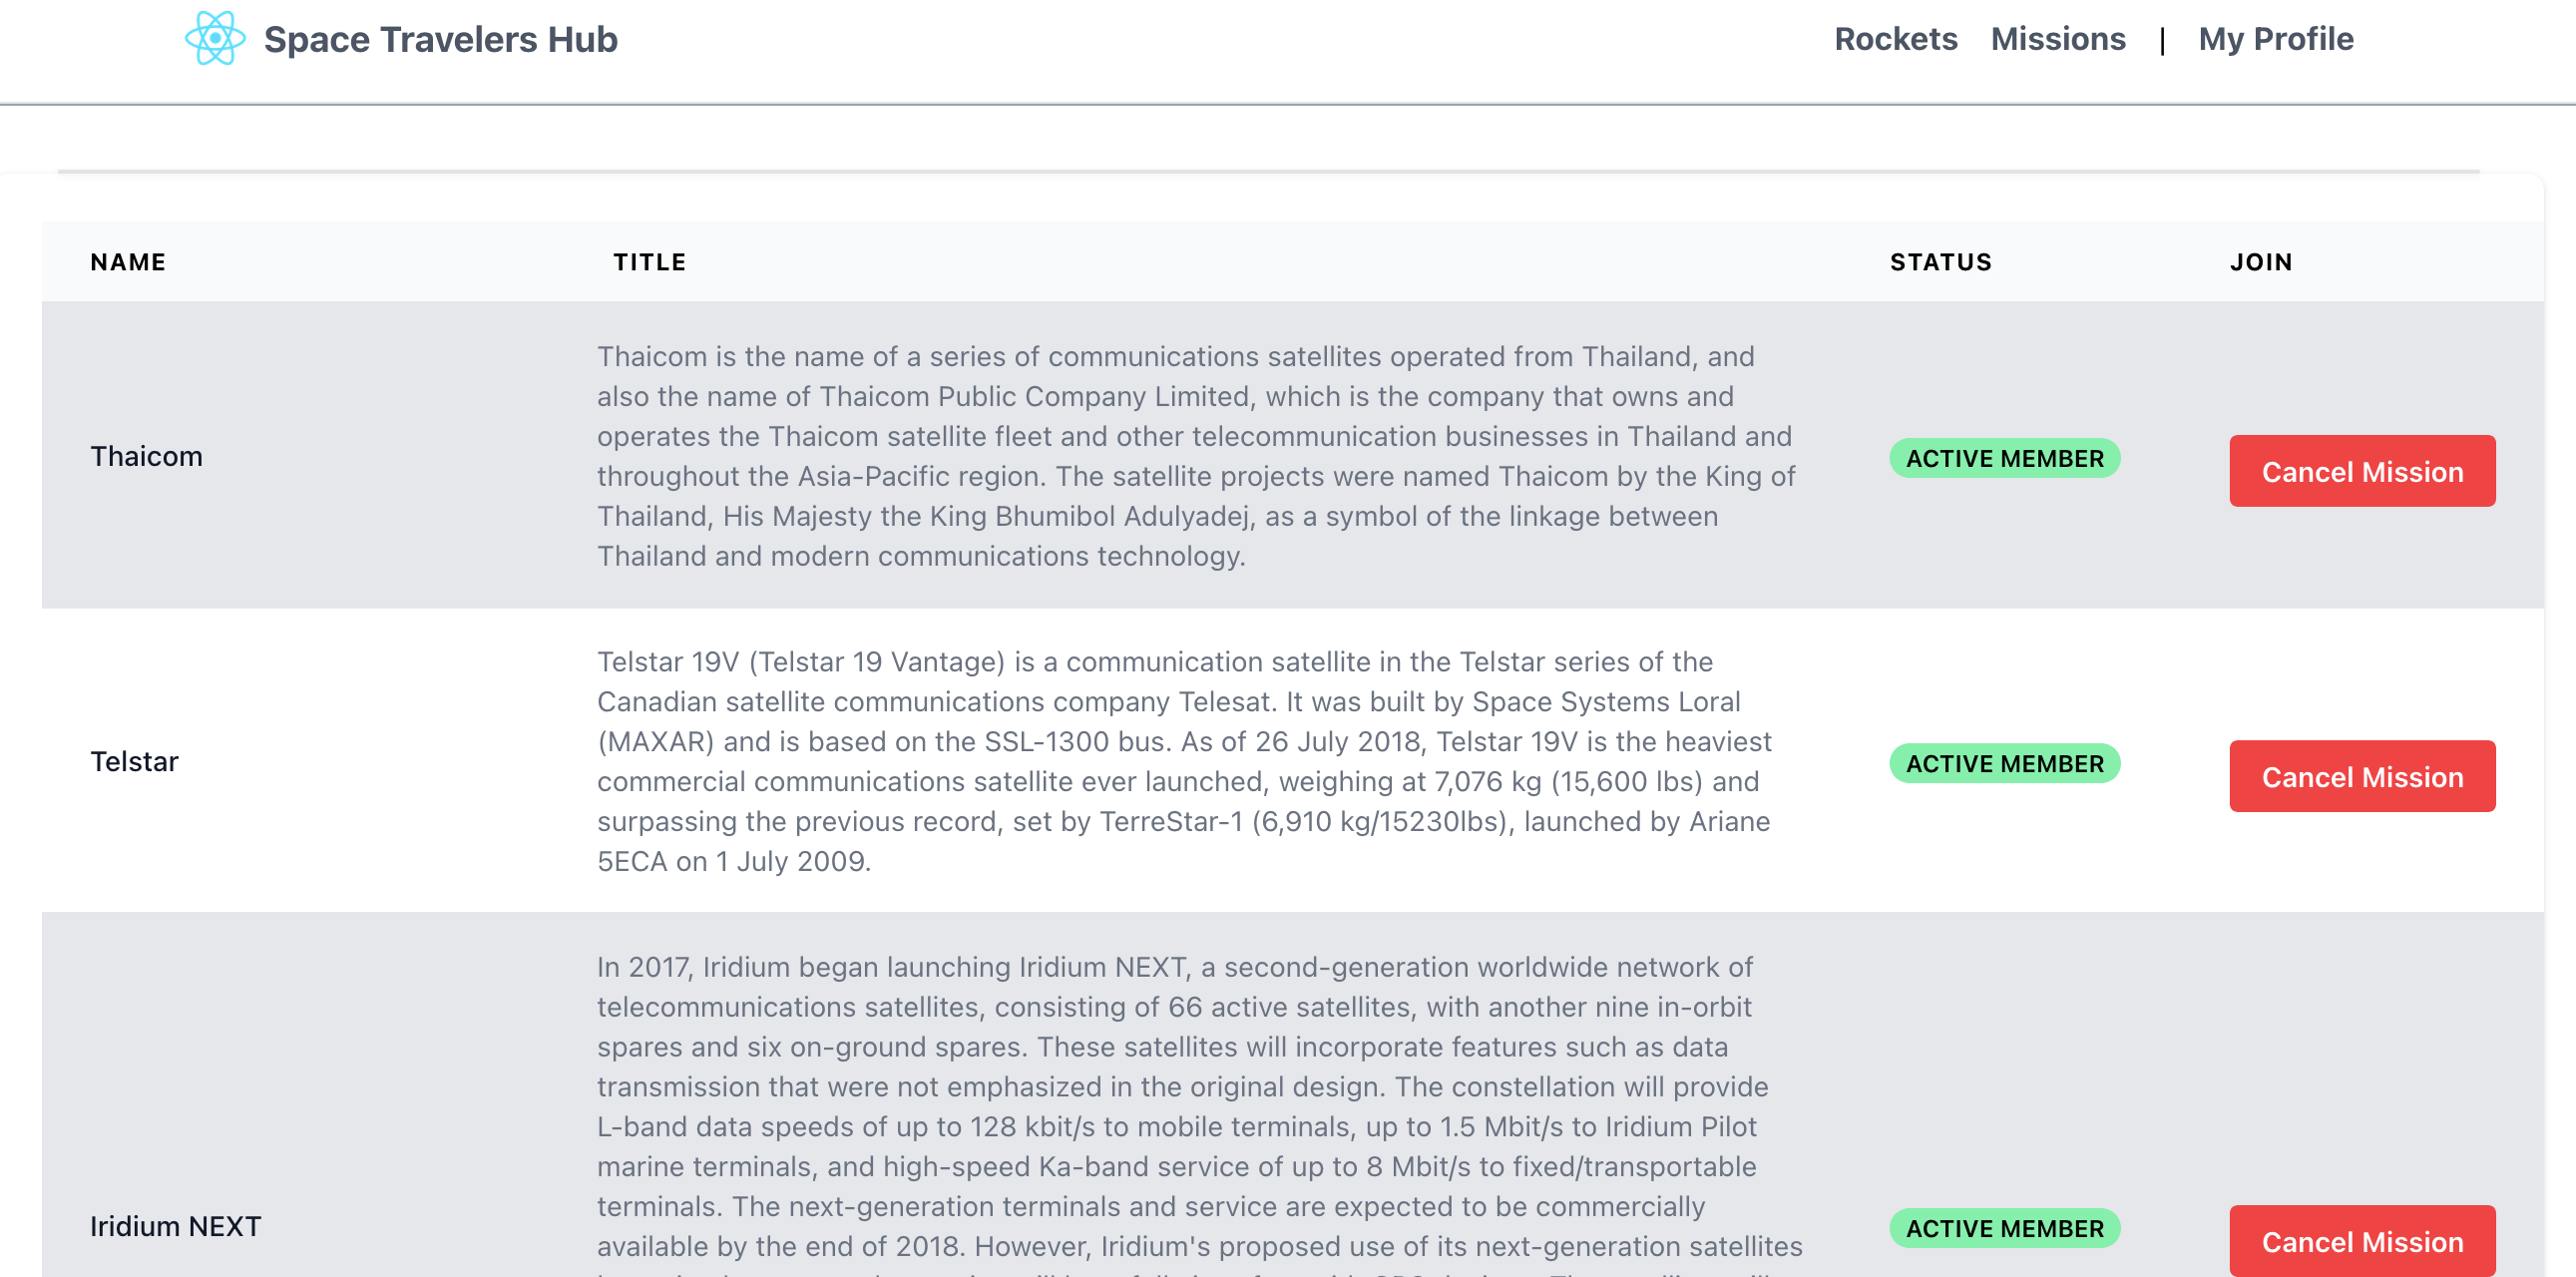 Space Travelers Hub
Rockets Missions | My Profile
NAME TITLE STATUS JOIN
Thaicom
Thaicom is the name of a series of communications satellites operated from Thailand, and
also the name of Thaicom Public Company Limited, which is the company that owns and
operates the Thaicom satellite fleet and other telecommunication businesses in Thailand and
throughout the Asia-Pacific region. The satellite projects were named Thaicom by the King of
Thailand, His Majesty the King Bhumibol Adulyadej, as a symbol of the linkage between
Thailand and modern communications technology.
ACTIVE MEMBER
Cancel Mission
Telstar
Telstar 19V (Telstar 19 Vantage) is a communication satellite in the Telstar series of the
Canadian satellite communications company Telesat. It was built by Space Systems Loral
(MAXAR) and is based on the SSL-1300 bus. As of 26 July 2018, Telstar 19V is the heaviest
commercial communications satellite ever launched, weighing at 7,076 kg (15,600 lbs) and
surpassing the previous record, set by TerreStar-1 (6,910 kg/15230lbs), launched by Ariane
5ECA on 1 July 2009.
ACTIVE MEMBER
Cancel Mission
Iridium NEXT
In 2017, Iridium began launching Iridium NEXT, a second-generation worldwide network of
telecommunications satellites, consisting of 66 active satellites, with another nine in-orbit
spares and six on-ground spares. These satellites will incorporate features such as data
transmission that were not emphasized in the original design. The constellation will provide
L-band data speeds of up to 128 kbit/s to mobile terminals, up to 1.5 Mbit/s to Iridium Pilot
marine terminals, and high-speed Ka-band service of up to 8 Mbit/s to fixed/transportable
terminals. The next-generation terminals and service are expected to be commercially
available by the end of 2018. However, Iridium's proposed use of its next-generation satellites
ACTIVE MEMBER
Cancel Mission